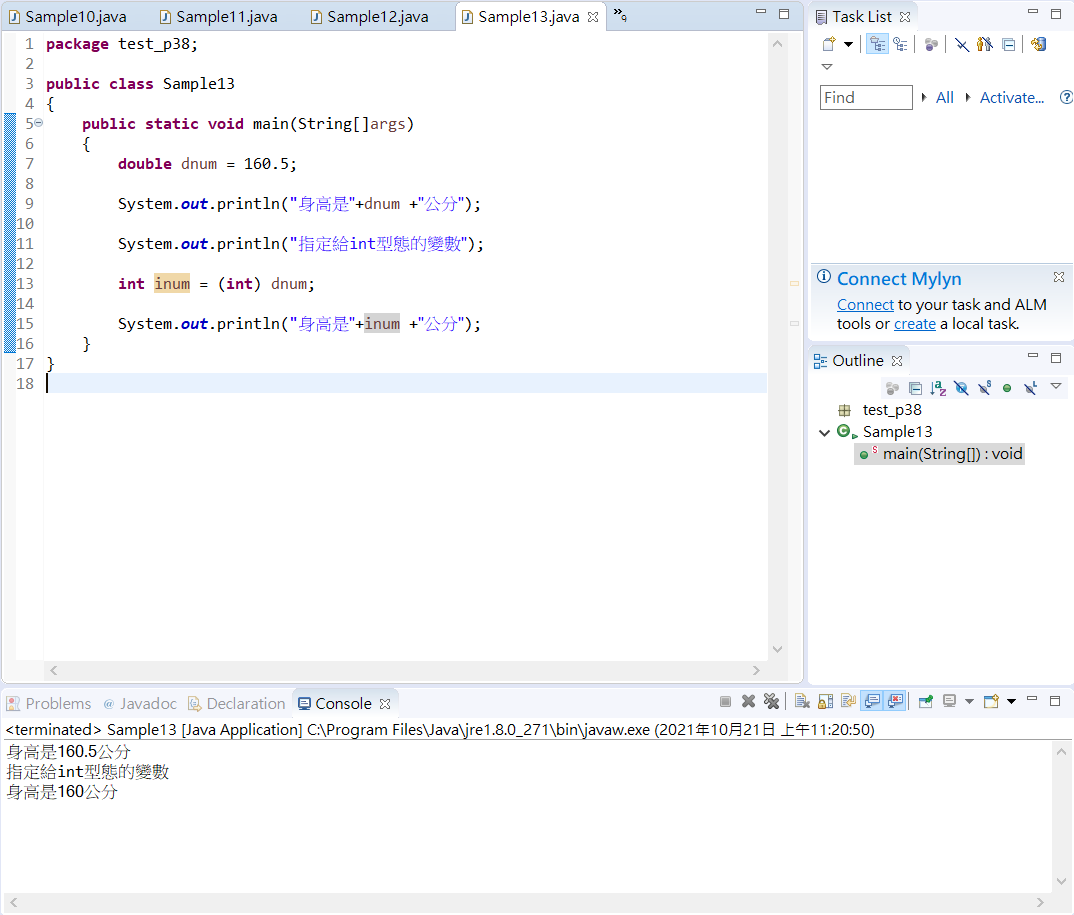 Sample10.java Sample11.java Sample12.java Sample13.java »9
1 package test_p38;
2
3 public class Sample13
4 {
5 public static void main(String[]args)
6 {
7 double dnum = 160.5;
8
9 System.out.println("身高是"+dnum +"公分");
10
11 System.out.println("指定給int型態的變數");
12
13 int inum = (int) dnum;
14
15 System.out.println("身高是"+inum +"公分");
16 }
17 }
18
Task List
Find All Activate...
Connect Mylyn
Connect to your task and ALM
tools or create a local task.
Outline
test_p38
Sample13
main(String[]) : void
Problems @ Javadoc Declaration Console
<terminated> Sample13 [Java Application] C:\Program Files\Java\jre1.8.0_271\bin\javaw.exe (2021年10月21日 上午11:20:50)
身高是160.5公分
指定給int型態的變數
身高是160公分